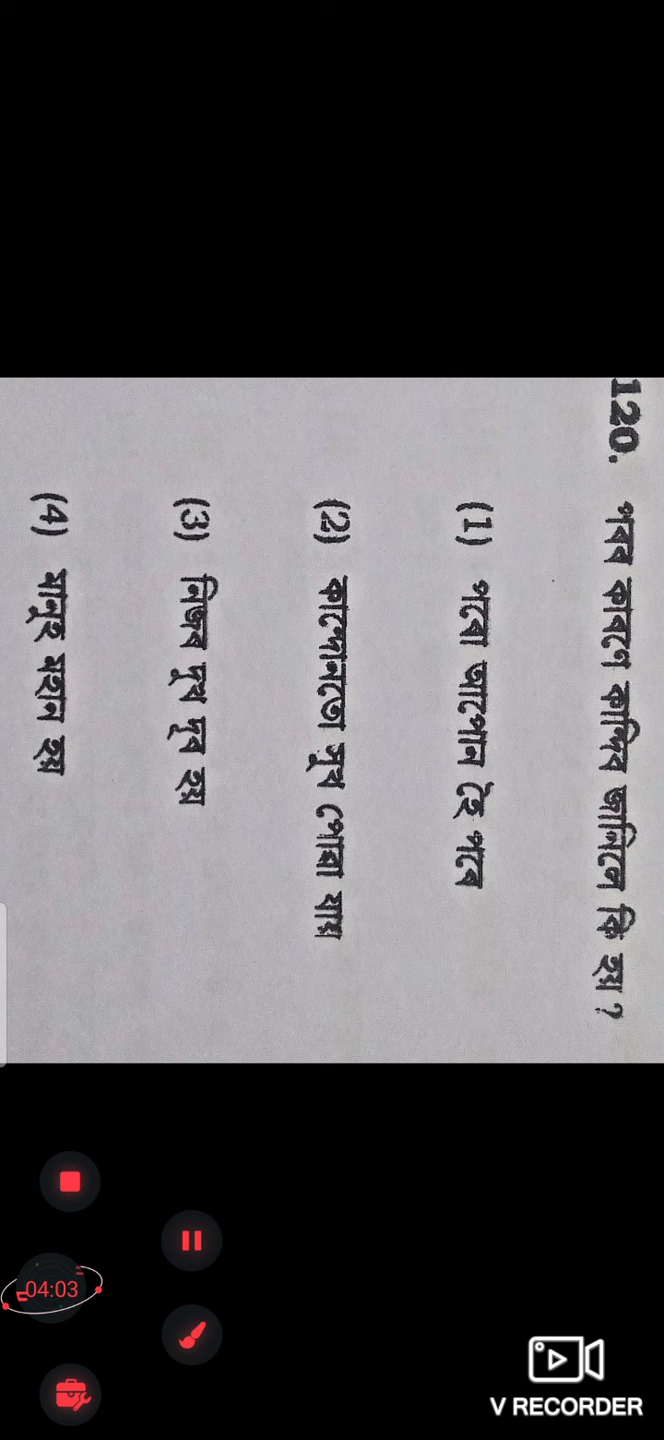 120. পৰৰ কাৰণে কান্দিব জানিলে কি হয় ?
(1) পৰো আপোন হৈ পৰে
(2) কান্দোনতো সুখ পোৱা যায়
(3) নিজৰ দুখ দূৰ হয়
(4) মানুহ মহান হয়
04:03
V RECORDER